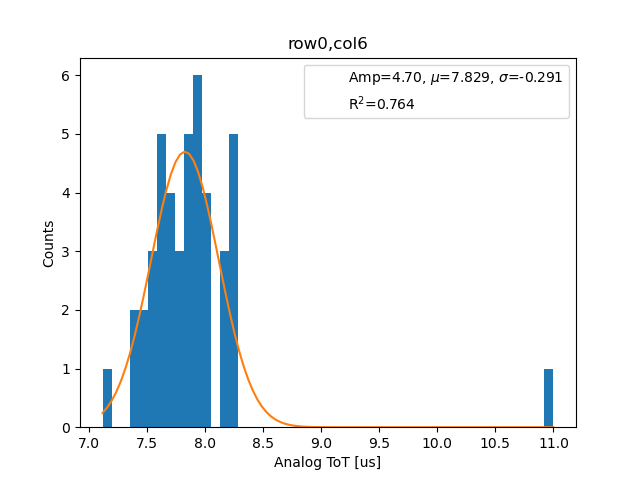 row0,col6
Amp=4.70, μ=7.829, σ=-0.291
R²=0.764
6
5
4
3
2
1
0
Counts
7.0 7.5 8.0 8.5 9.0 9.5 10.0 10.5 11.0
Analog ToT [us]